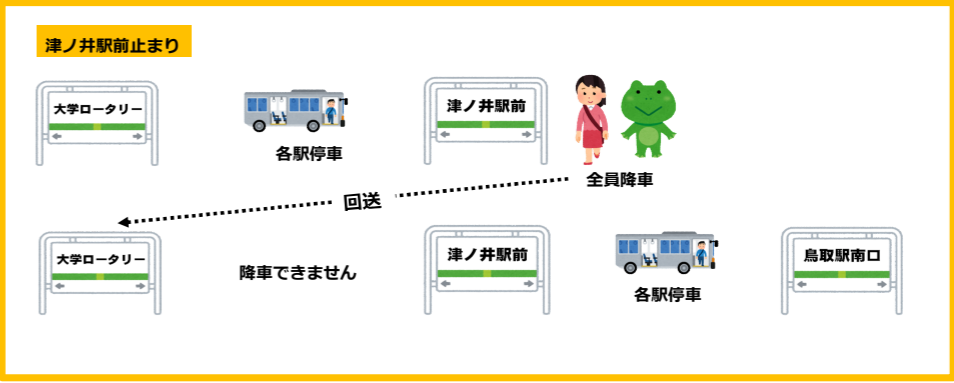 津ノ井駅前止まり
大学ロータリー
津ノ井駅前
各駅停車
全員降車
回送
大学ロータリー
降車できません
津ノ井駅前
鳥取駅南口
各駅停車